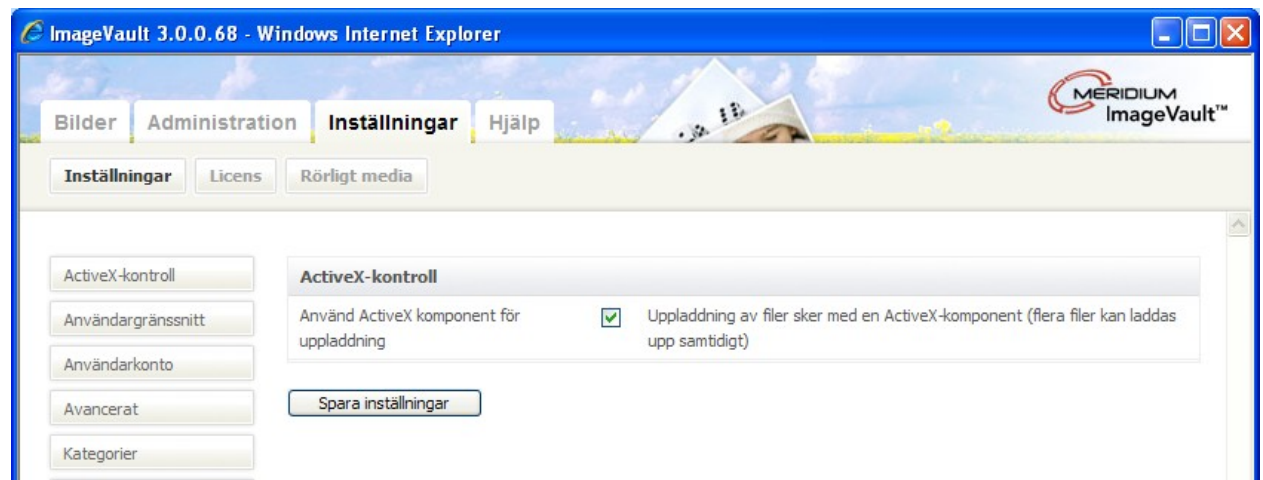 ImageVault 3.0.0.68 - Windows Internet Explorer
MERIDIUM
ImageVault™
Bilder Administration Inställningar Hjälp
Inställningar Licens Rörligt media
ActiveX-kontroll
Användargränssnitt
Användarkonto
Avancerat
Kategorier
ActiveX-kontroll
Använd ActiveX komponent för
uppladdning
Uppladdning av filer sker med en ActiveX-komponent (flera filer kan laddas
upp samtidigt)
Spara inställningar